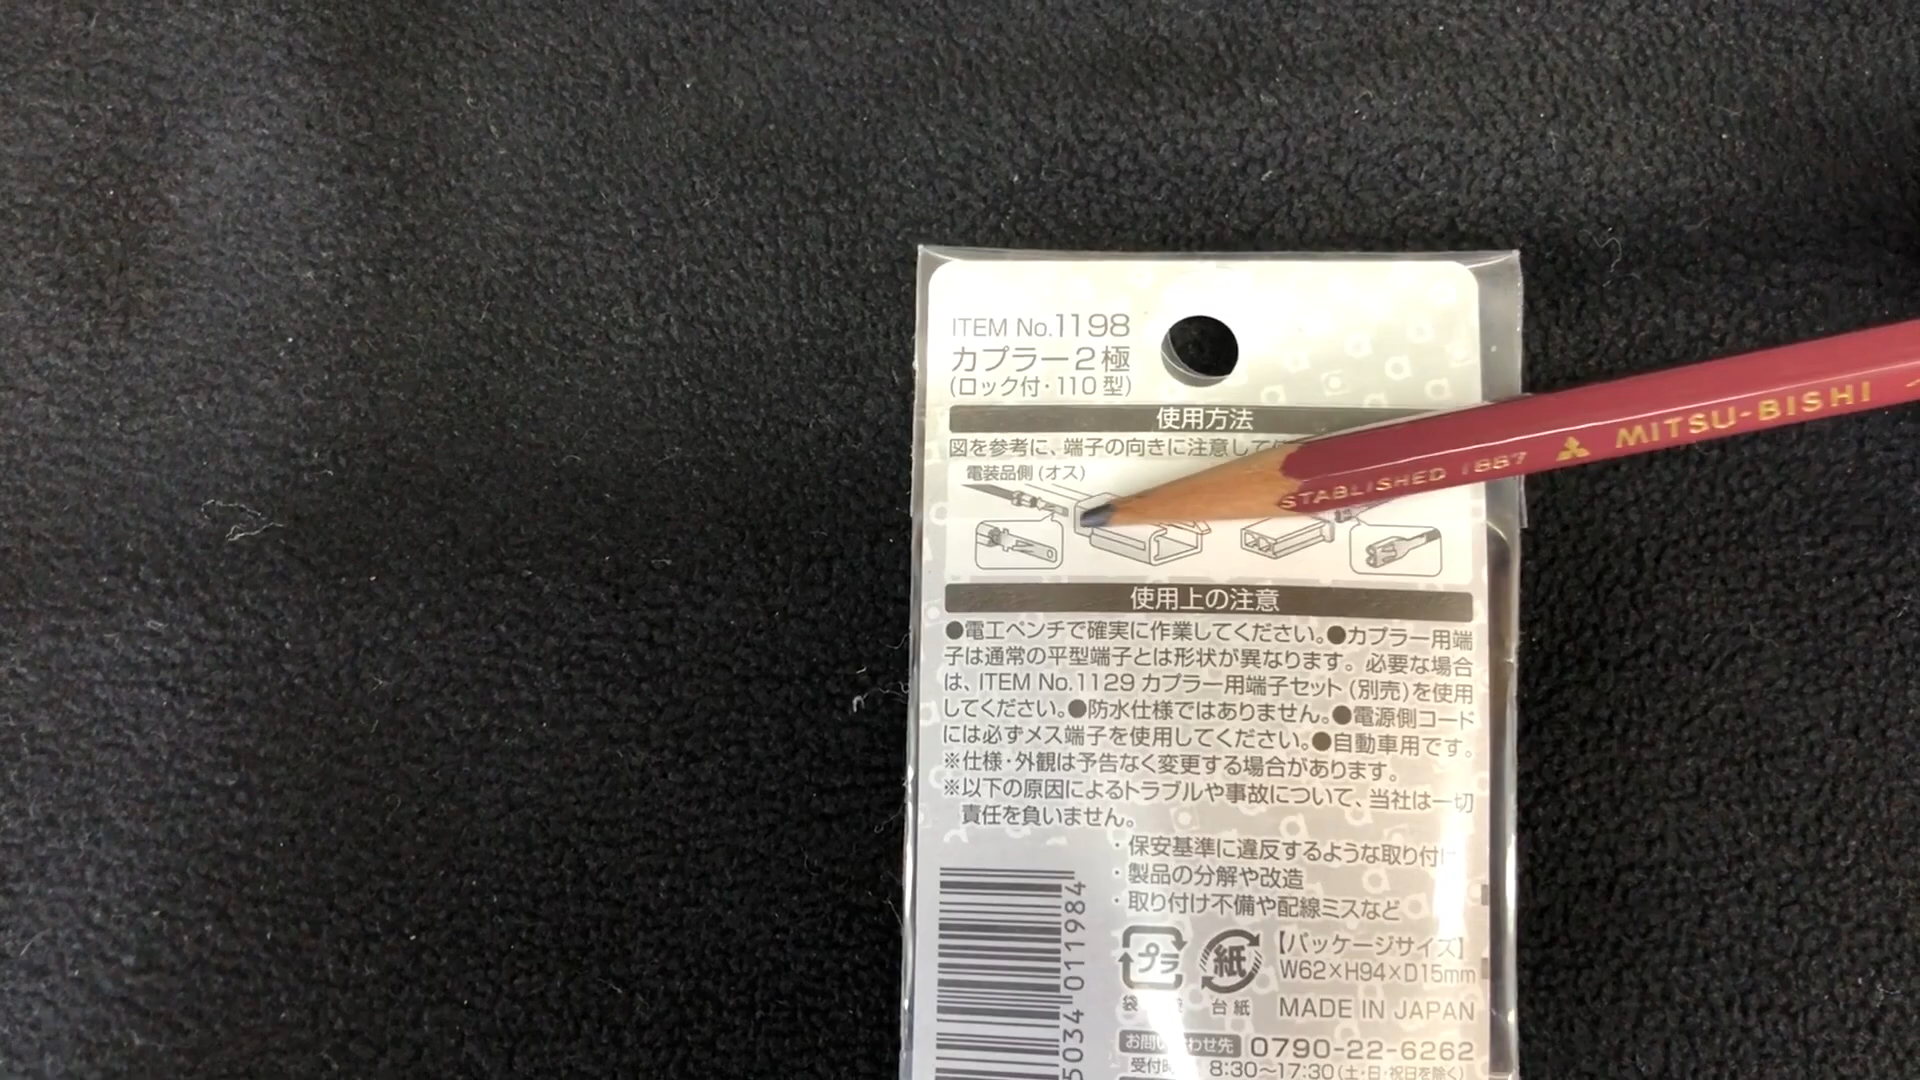 ITEM No.1198
カプラー2極
(ロック付・110型)
使用方法
図を参考に、端子の向きに注意して
電装品側(オス)
STABLISHED 1887 MITSU-BISHI
使用上の注意
●電工ペンチで確実に作業してください。●カプラー用端
子は通常の平型端子とは形状が異なります。必要な場合
は、ITEM No.1129 カプラー用端子セット(別売)を使用
してください。●防水仕様ではありません。●電源側コード
には必ずメス端子を使用してください。●自動車用です。
※仕様・外観は予告なく変更する場合があります。
※以下の原因によるトラブルや事故について、当社は一切
責任を負いません。
・保安基準に違反するような取り付け
・製品の分解や改造
・取り付け不備や配線ミスなど
プラ
紙
【パッケージサイズ】
W62×H94×D15mm
袋
台紙
MADE IN JAPAN
お問い わせ先 0790-22-6262
受付時 8:30〜17:30(土・日・祝日を除く)
5034 011984